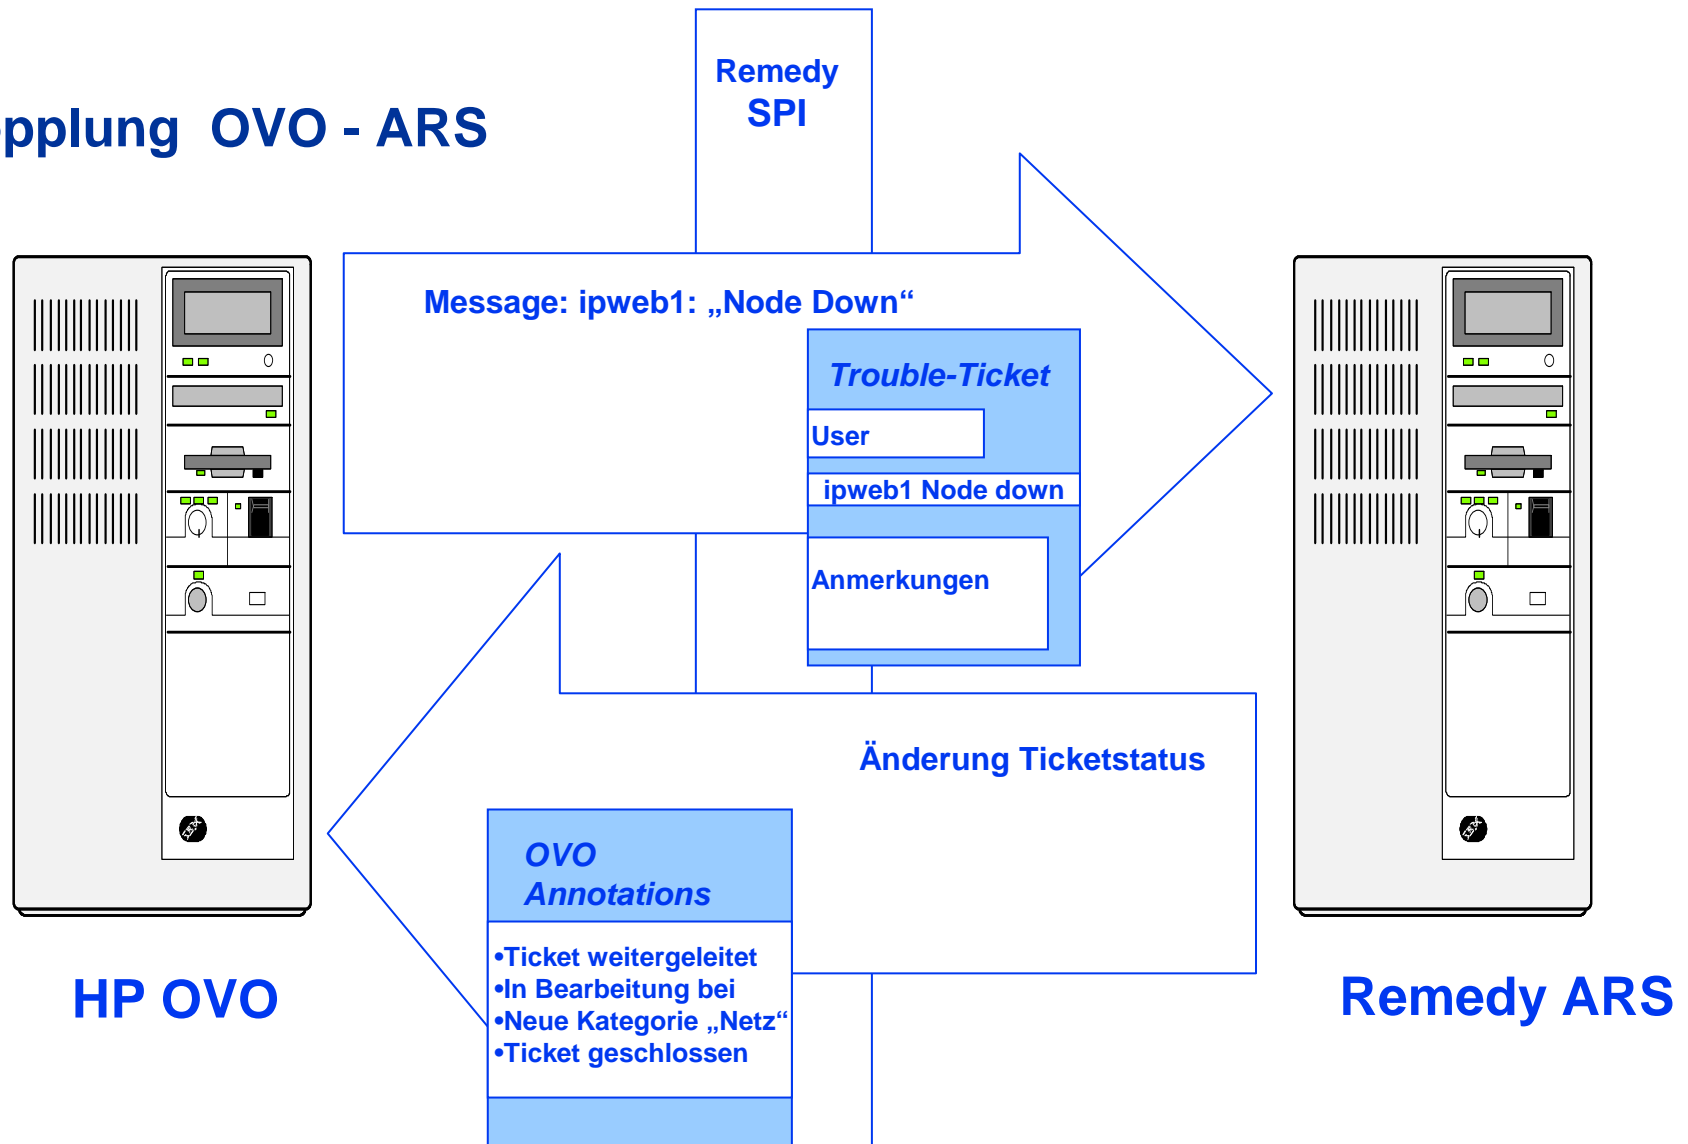 Remedy
SPI
pplung OVO - ARS
Message: ipweb1: „Node Down“
Trouble-Ticket
User
ipweb1 Node down
Anmerkungen
Änderung Ticketstatus
OVO
Annotations
•Ticket weitergeleitet
•In Bearbeitung bei
•Neue Kategorie „Netz“
•Ticket geschlossen
HP OVO
Remedy ARS